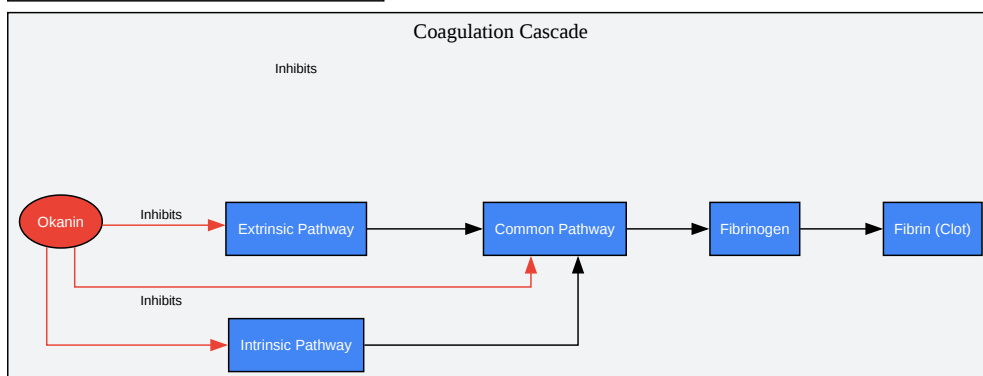 Coagulation Cascade
Inhibits
Okanin
Inhibits
Extrinsic Pathway
Common Pathway
Fibrinogen
Fibrin (Clot)
Inhibits
Intrinsic Pathway